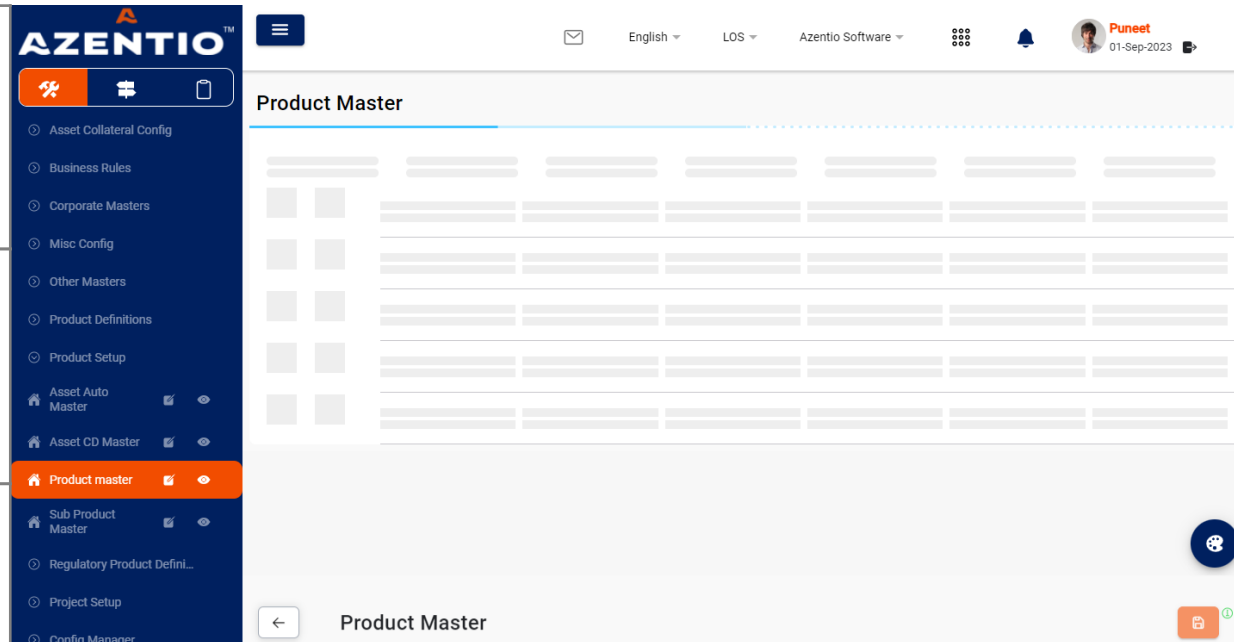 AZENTIO™
English
LOS
Azentio Software
Puneet
01-Sep-2023
Product Master
Asset Collateral Config
Business Rules
Corporate Masters
Misc Config
Other Masters
Product Definitions
Product Setup
Asset Auto
Master
Asset CD Master
Product master
Sub Product
Master
Regulatory Product Defini...
Project Setup
Config Manager
Product Master